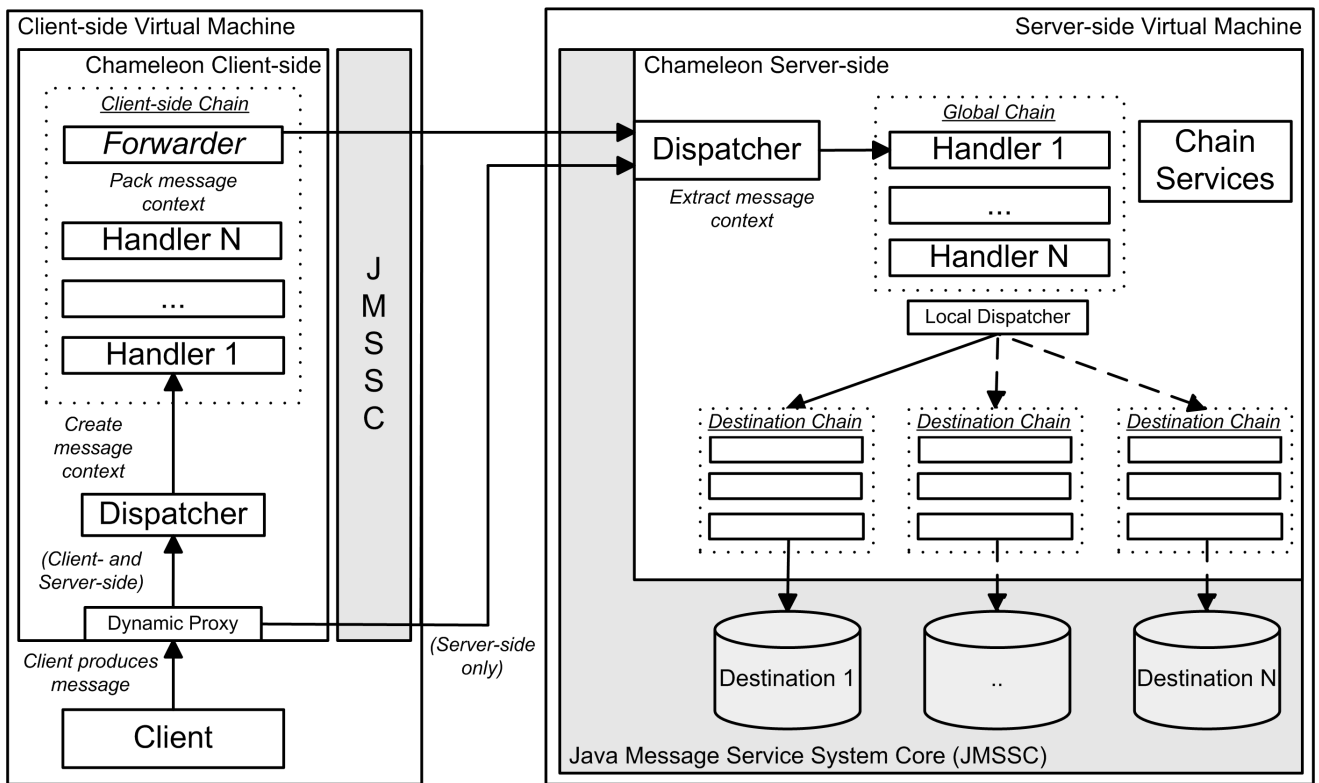 Client-side Virtual Machine
Chameleon Client-side
Client-side Chain
Forwarder
Pack message
context
Handler N
...
Handler 1
Create
message
context
Dispatcher
(Client- and
Server-side)
Dynamic Proxy
Client produces
message
Client
J
M
S
S
C
(Server-side
only)
Server-side Virtual Machine
Chameleon Server-side
Dispatcher
Extract message
context
Global Chain
Handler 1
...
Handler N
Chain
Services
Local Dispatcher
Destination Chain
Destination Chain
Destination Chain
Destination 1
..
Destination N
Java Message Service System Core (JMSSC)